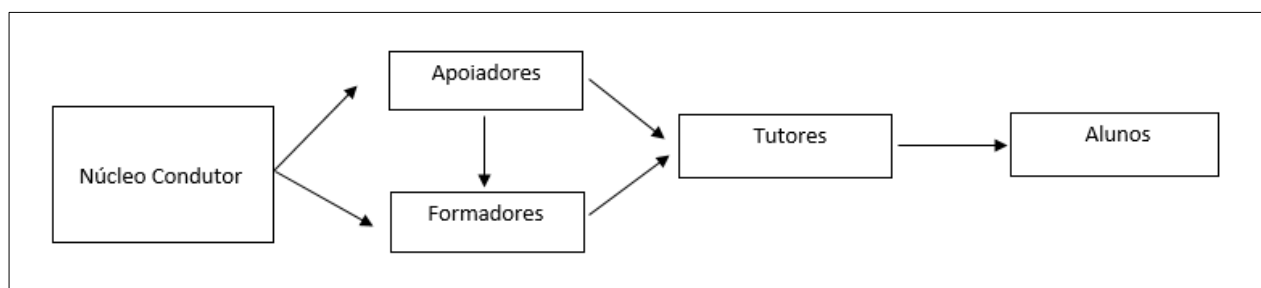 Núcleo Condutor
Apoiadores
Formadores
Tutores
Alunos